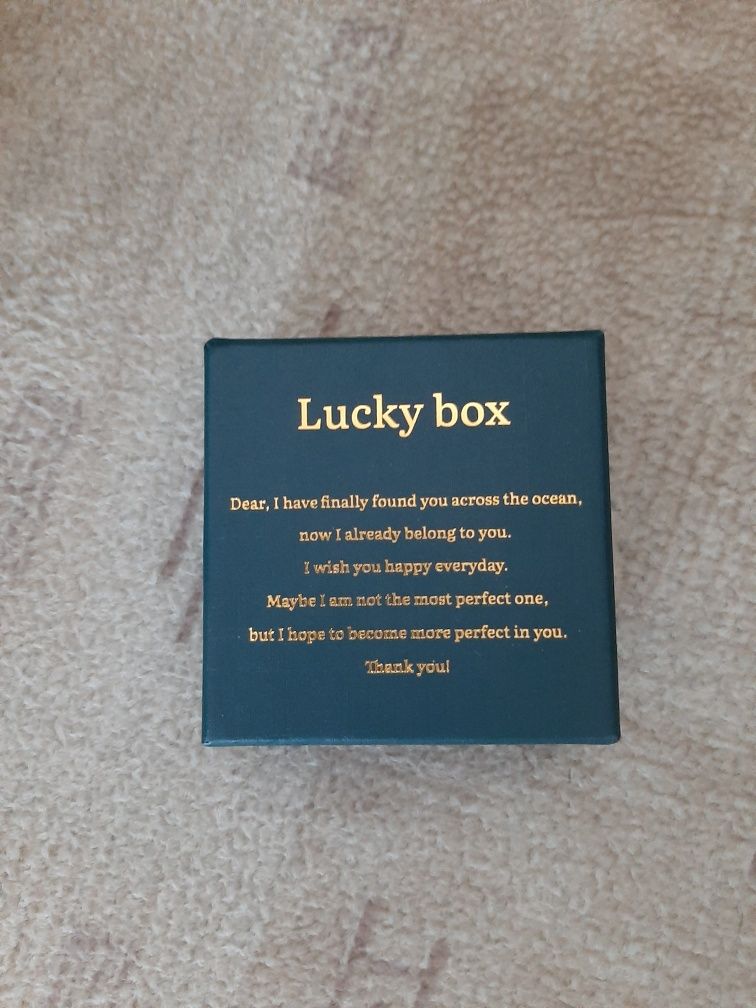 Lucky box
Dear, I have finally found you across the ocean,
now I already belong to you.
I wish you happy everyday.
Maybe I am not the most perfect one,
but I hope to become more perfect in you.
Thank you!